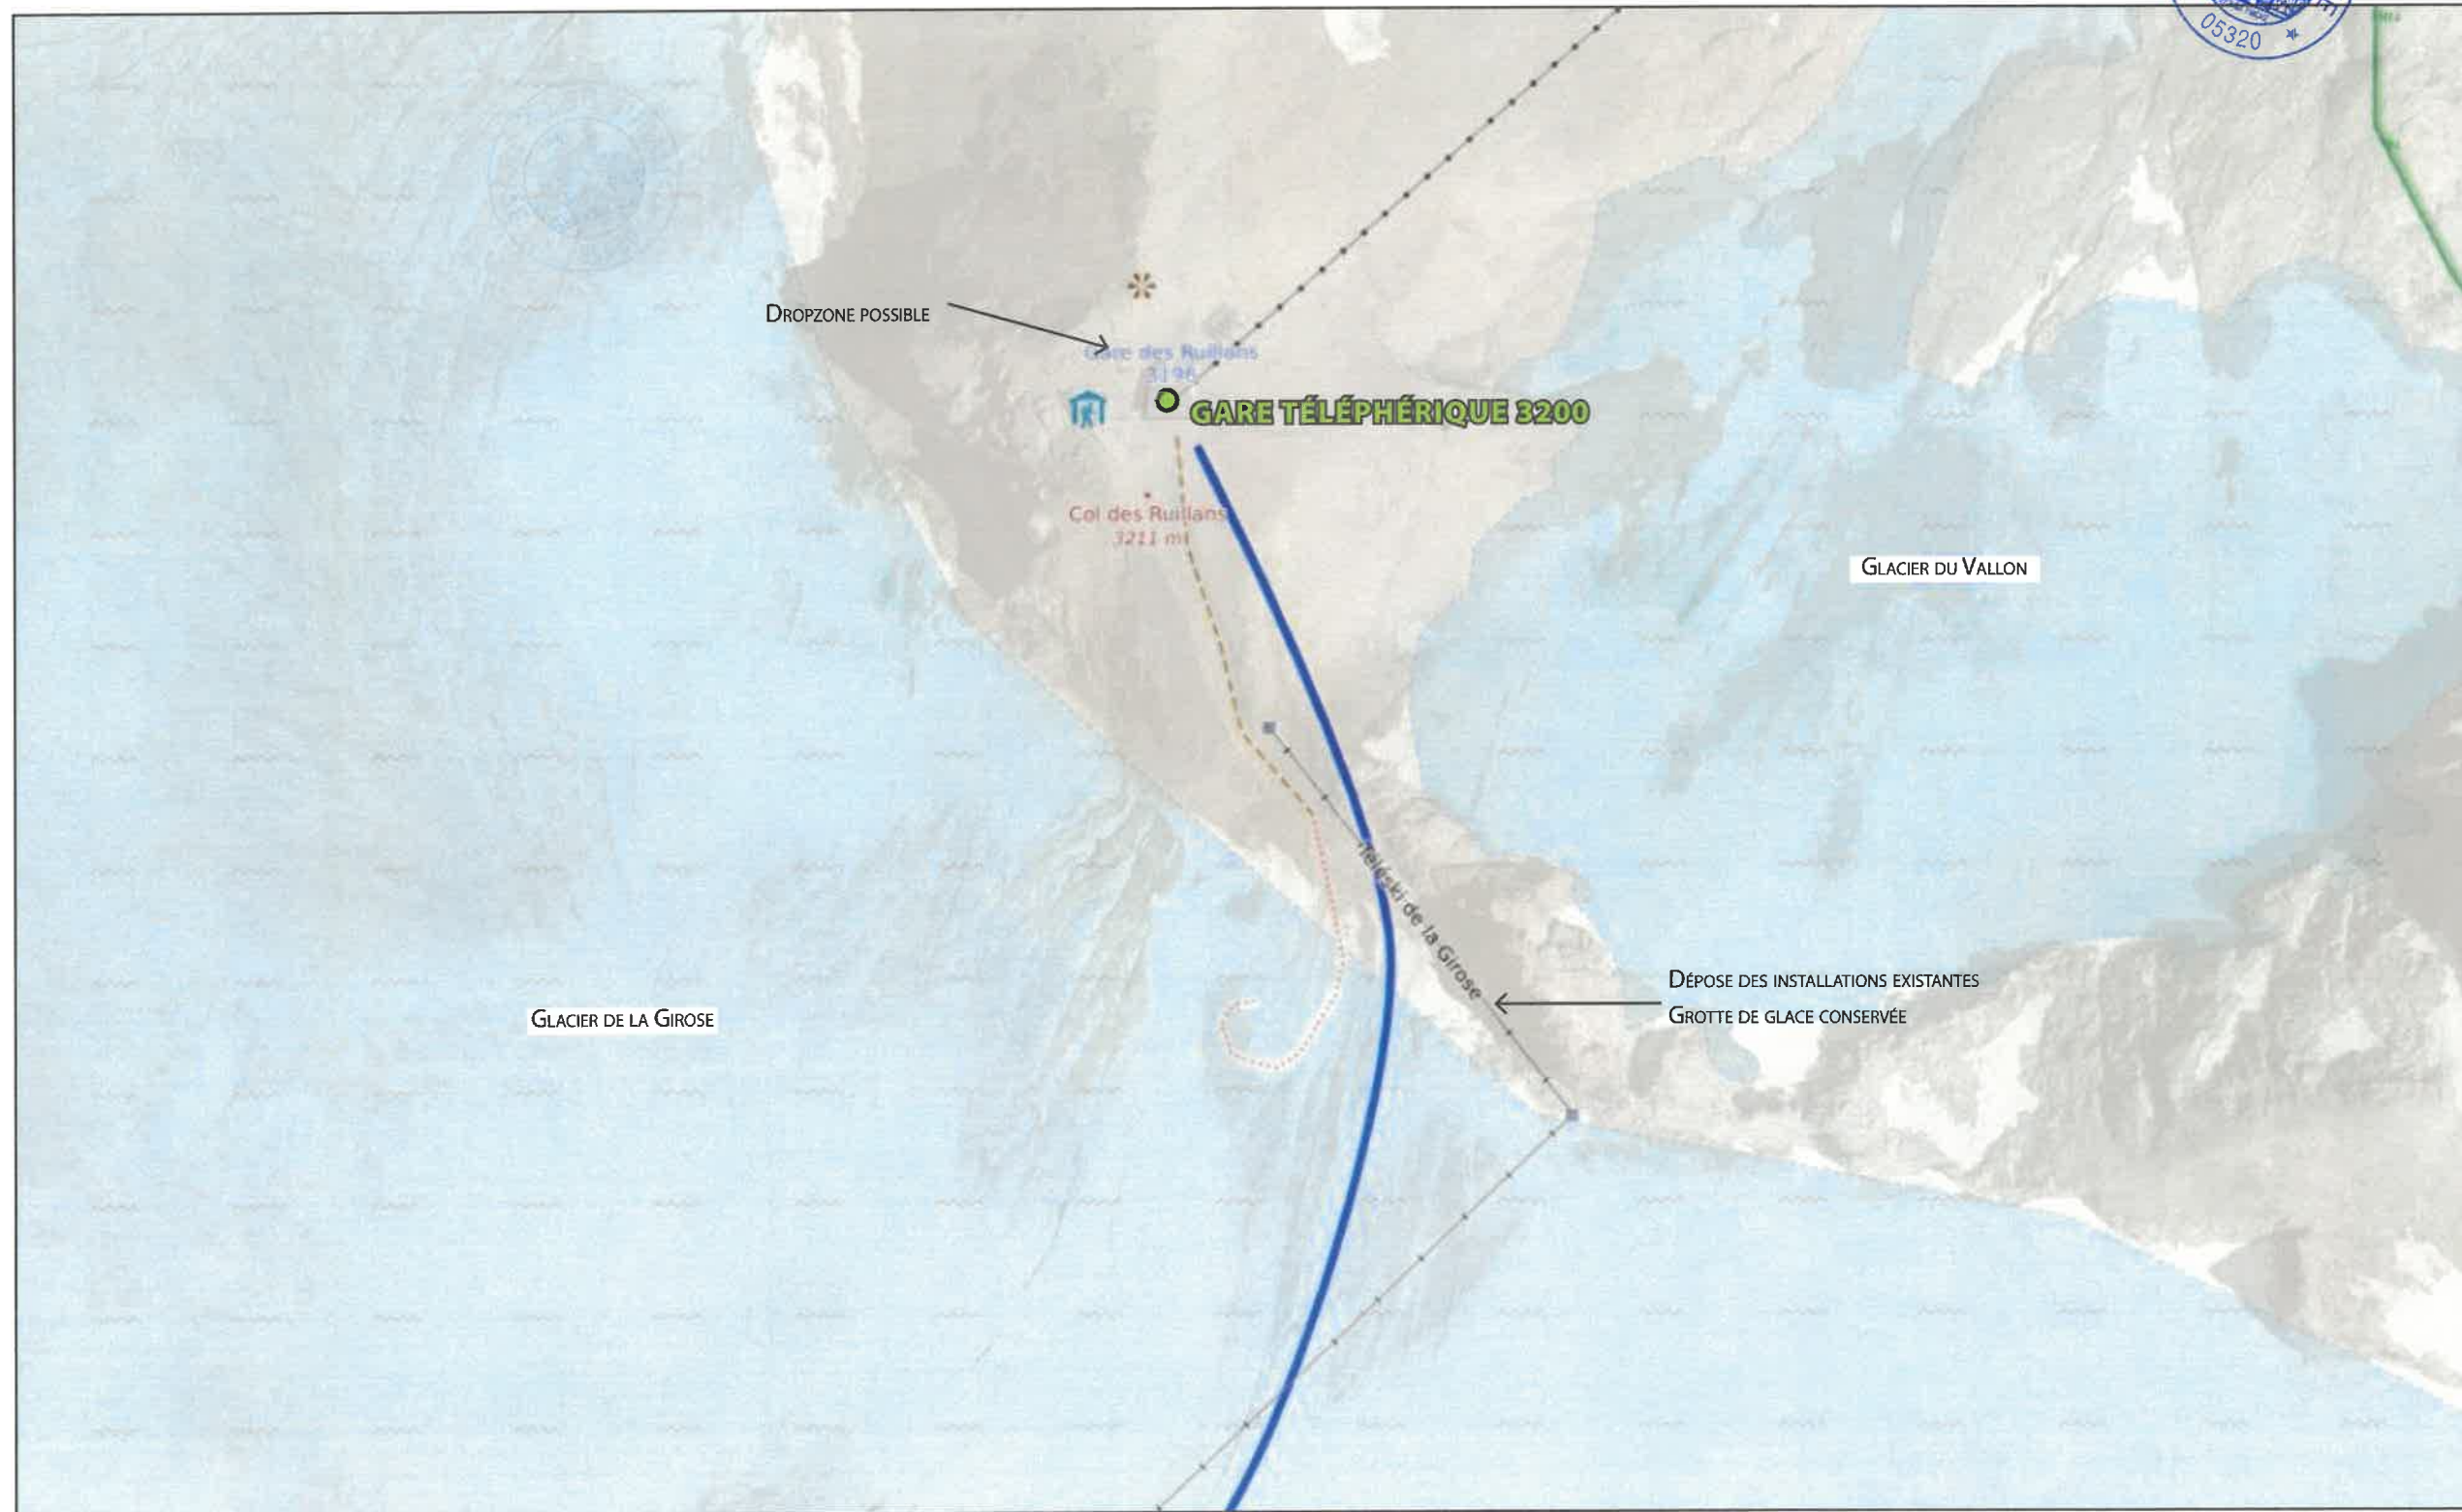 05320
DROPZONE POSSIBLE
Gare des Ruillans
3196
GARE TÉLÉPHÉRIQUE 3200
Col des Ruillans
3211 m
GLACIER DU VALLON
Téléski de la Girose
DÉPOSE DES INSTALLATIONS EXISTANTES
GROTTE DE GLACE CONSERVÉE
GLACIER DE LA GIROSE